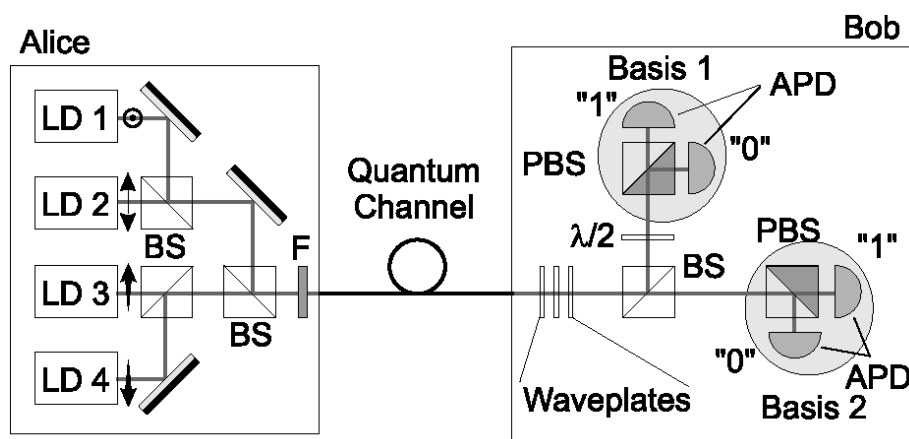 Alice
LD 1
LD 2
BS
LD 3
BS
F
LD 4
Quantum
Channel
Bob
Basis 1
"1"
APD
"0"
PBS
λ/2
BS
PBS
"1"
"0"
APD
Waveplates
Basis 2